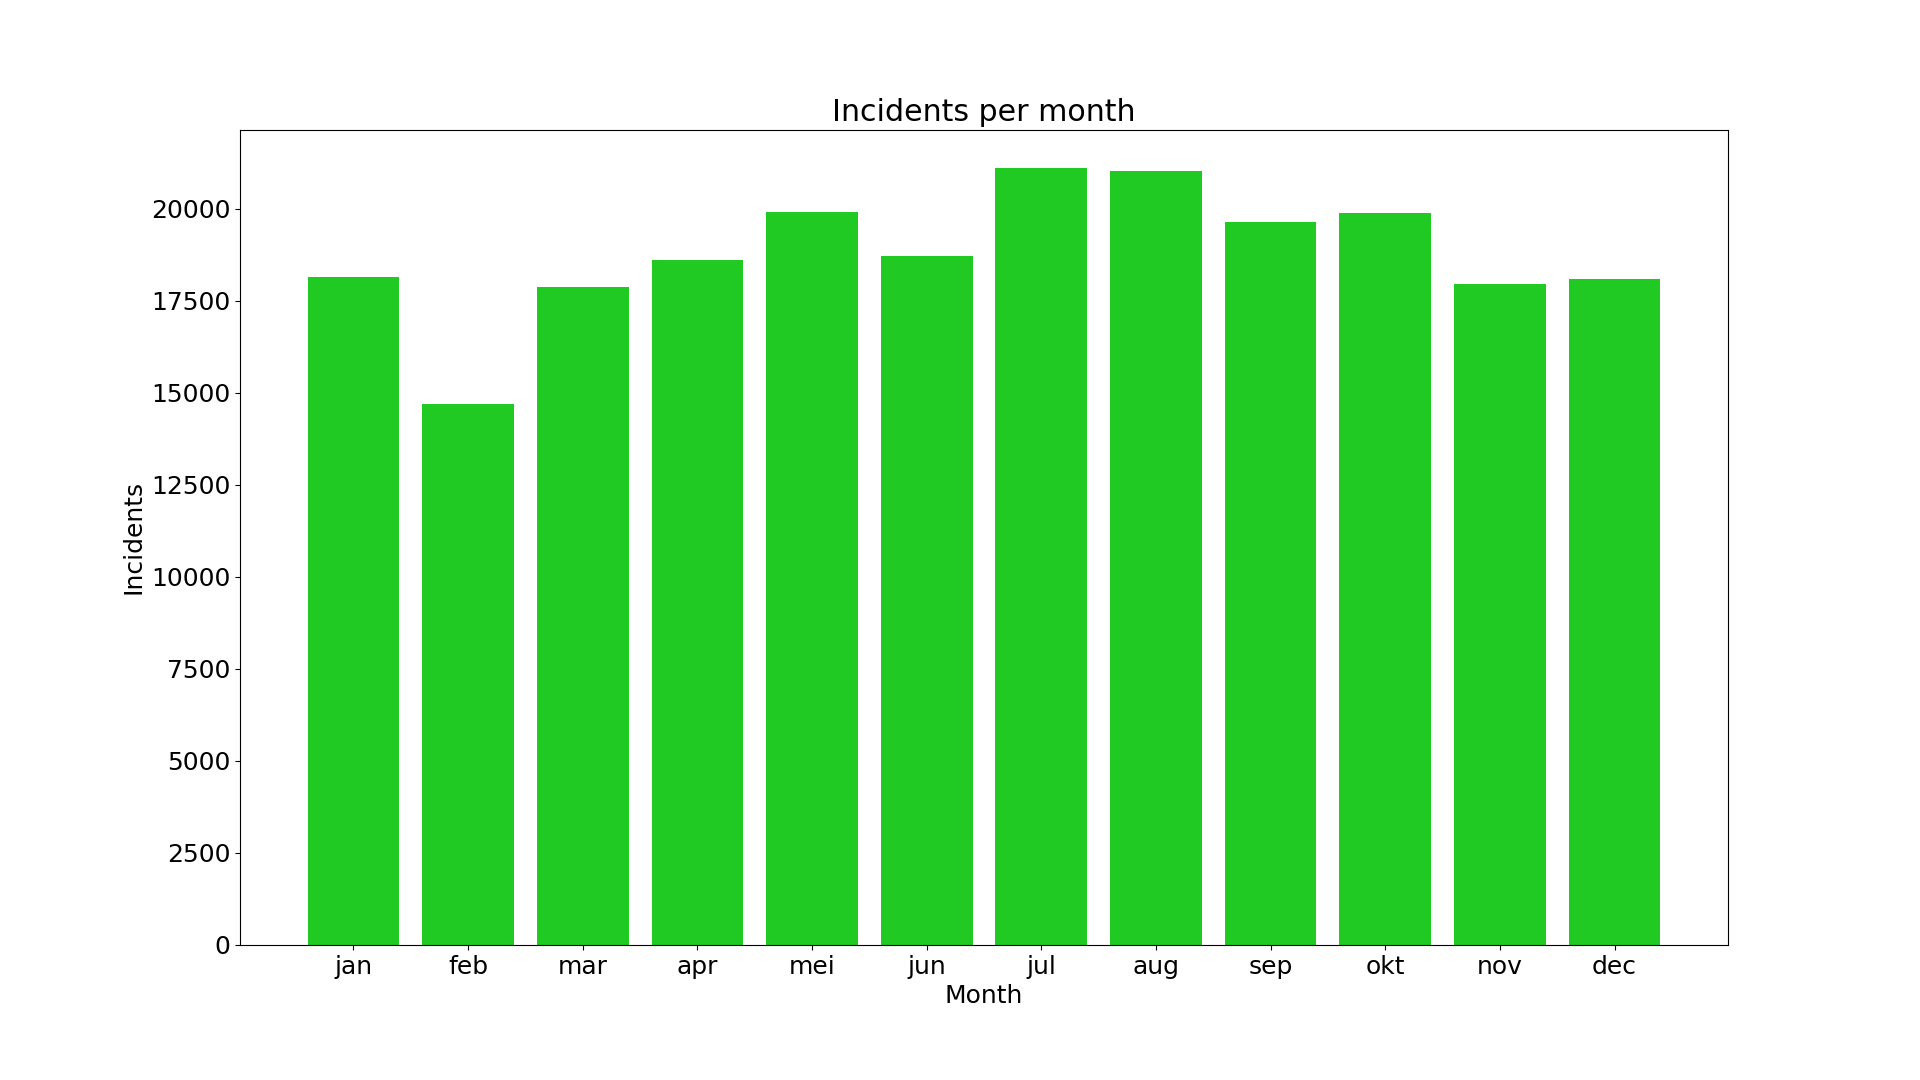 Incidents per month
Incidents
20000
17500
15000
12500
10000
7500
5000
2500
0
jan feb mar apr mei jun jul aug sep okt nov dec
Month